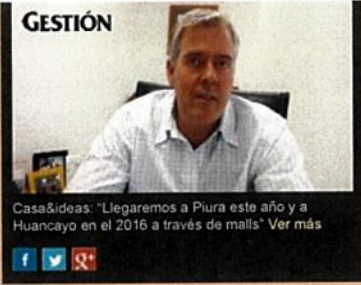 GESTIÓN
Casa&ideas: "Llegaremos a Piura este año y a
Huancayo en el 2016 a través de malls" Ver más
f g+